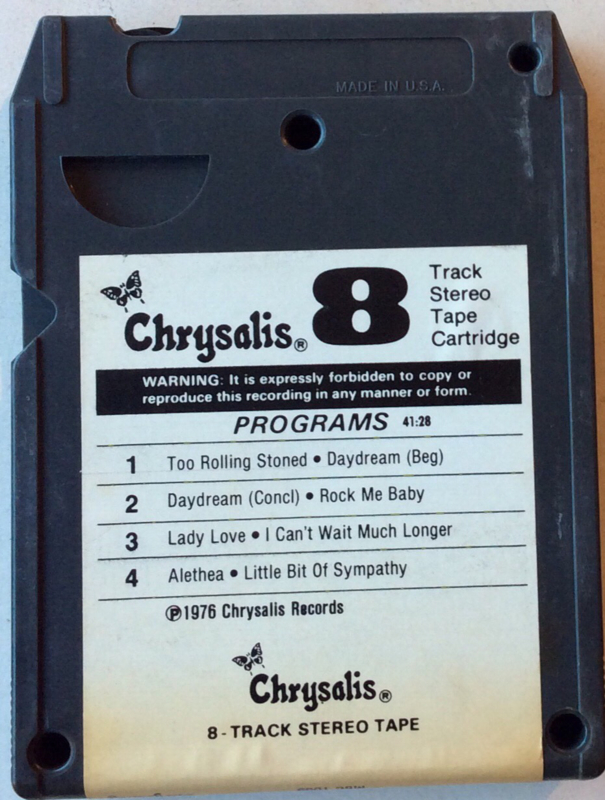 MADE IN U.S.A.
Chrysalis® 8 Track
Stereo
Tape
Cartridge
WARNING: It is expressly forbidden to copy or
reproduce this recording in any manner or form.
PROGRAMS 41:28
1 Too Rolling Stoned • Daydream (Beg)
2 Daydream (Concl) • Rock Me Baby
3 Lady Love • I Can't Wait Much Longer
4 Alethea • Little Bit Of Sympathy
℗1976 Chrysalis Records
Chrysalis®
8-TRACK STEREO TAPE